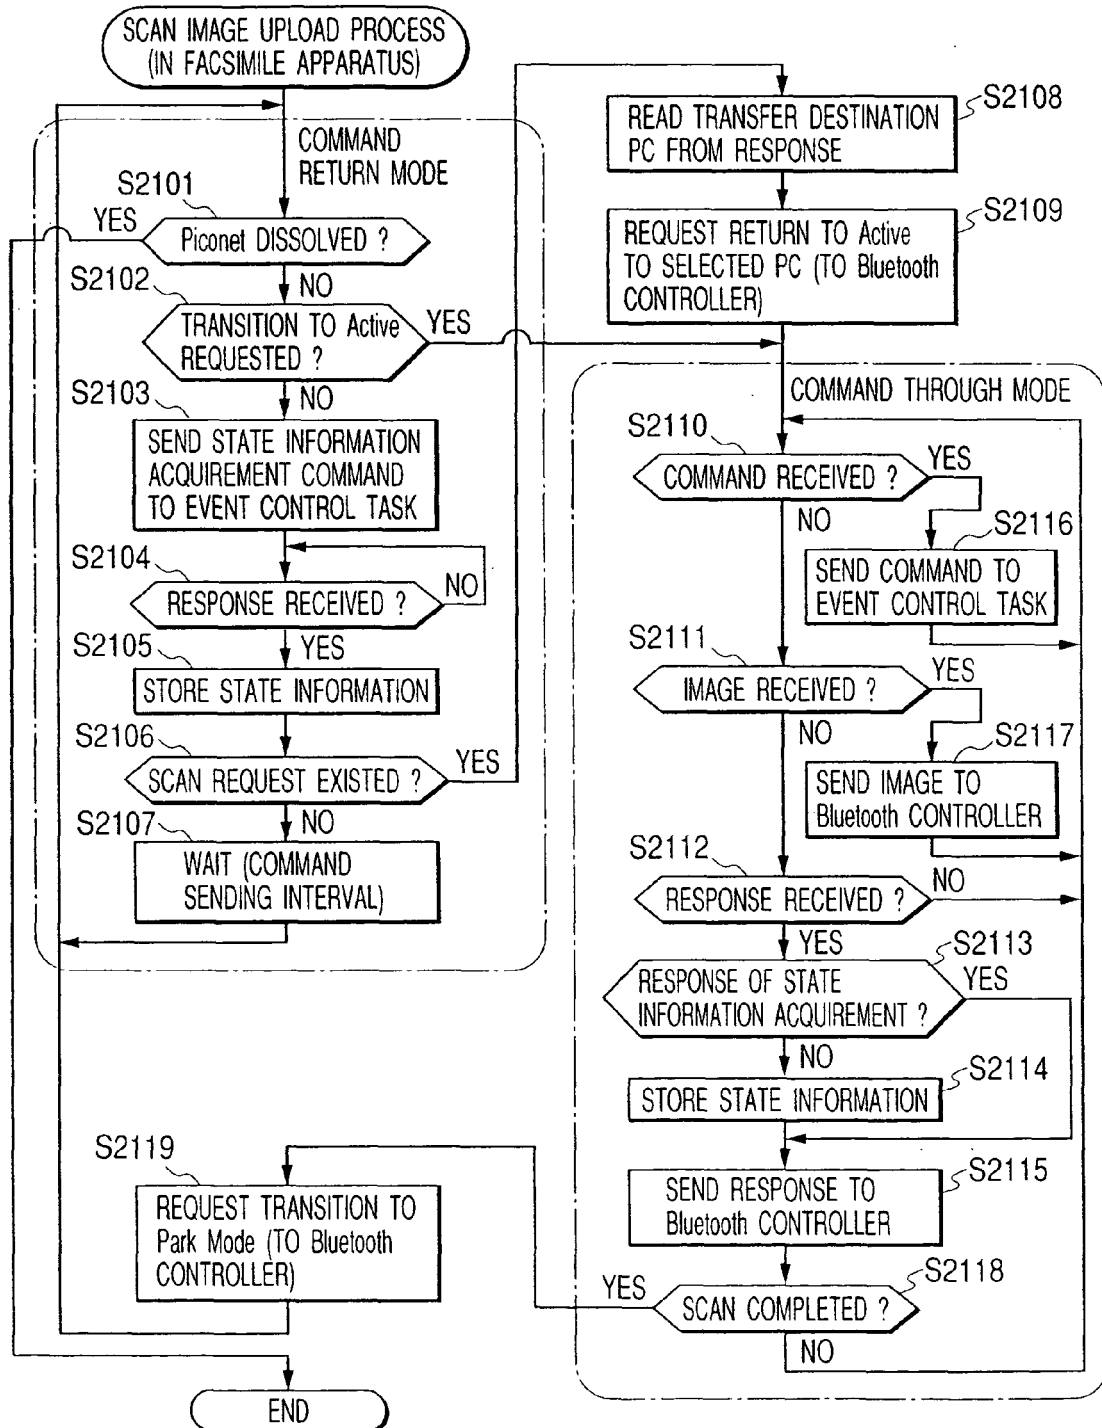 SCAN IMAGE UPLOAD PROCESS
(IN FACSIMILE APPARATUS)
COMMAND
RETURN MODE
S2101
YES
Piconet DISSOLVED ?
NO
S2102
TRANSITION TO Active
REQUESTED ?
YES
NO
S2103
SEND STATE INFORMATION
ACQUIREMENT COMMAND
TO EVENT CONTROL TASK
S2104
NO
RESPONSE RECEIVED ?
YES
S2105
STORE STATE INFORMATION
S2106
SCAN REQUEST EXISTED ?
YES
NO
S2107
WAIT (COMMAND
SENDING INTERVAL)
S2108
READ TRANSFER DESTINATION
PC FROM RESPONSE
S2109
REQUEST RETURN TO Active
TO SELECTED PC (TO Bluetooth
CONTROLLER)
COMMAND THROUGH MODE
S2110
COMMAND RECEIVED ?
YES
NO
S2116
SEND COMMAND TO
EVENT CONTROL TASK
S2111
IMAGE RECEIVED ?
YES
NO
S2117
SEND IMAGE TO
Bluetooth CONTROLLER
S2112
RESPONSE RECEIVED ?
NO
YES
S2113
RESPONSE OF STATE
INFORMATION ACQUIREMENT ?
YES
NO
S2114
STORE STATE INFORMATION
S2115
SEND RESPONSE TO
Bluetooth CONTROLLER
S2118
YES
SCAN COMPLETED ?
NO
S2119
REQUEST TRANSITION TO
Park Mode (TO Bluetooth
CONTROLLER)
END